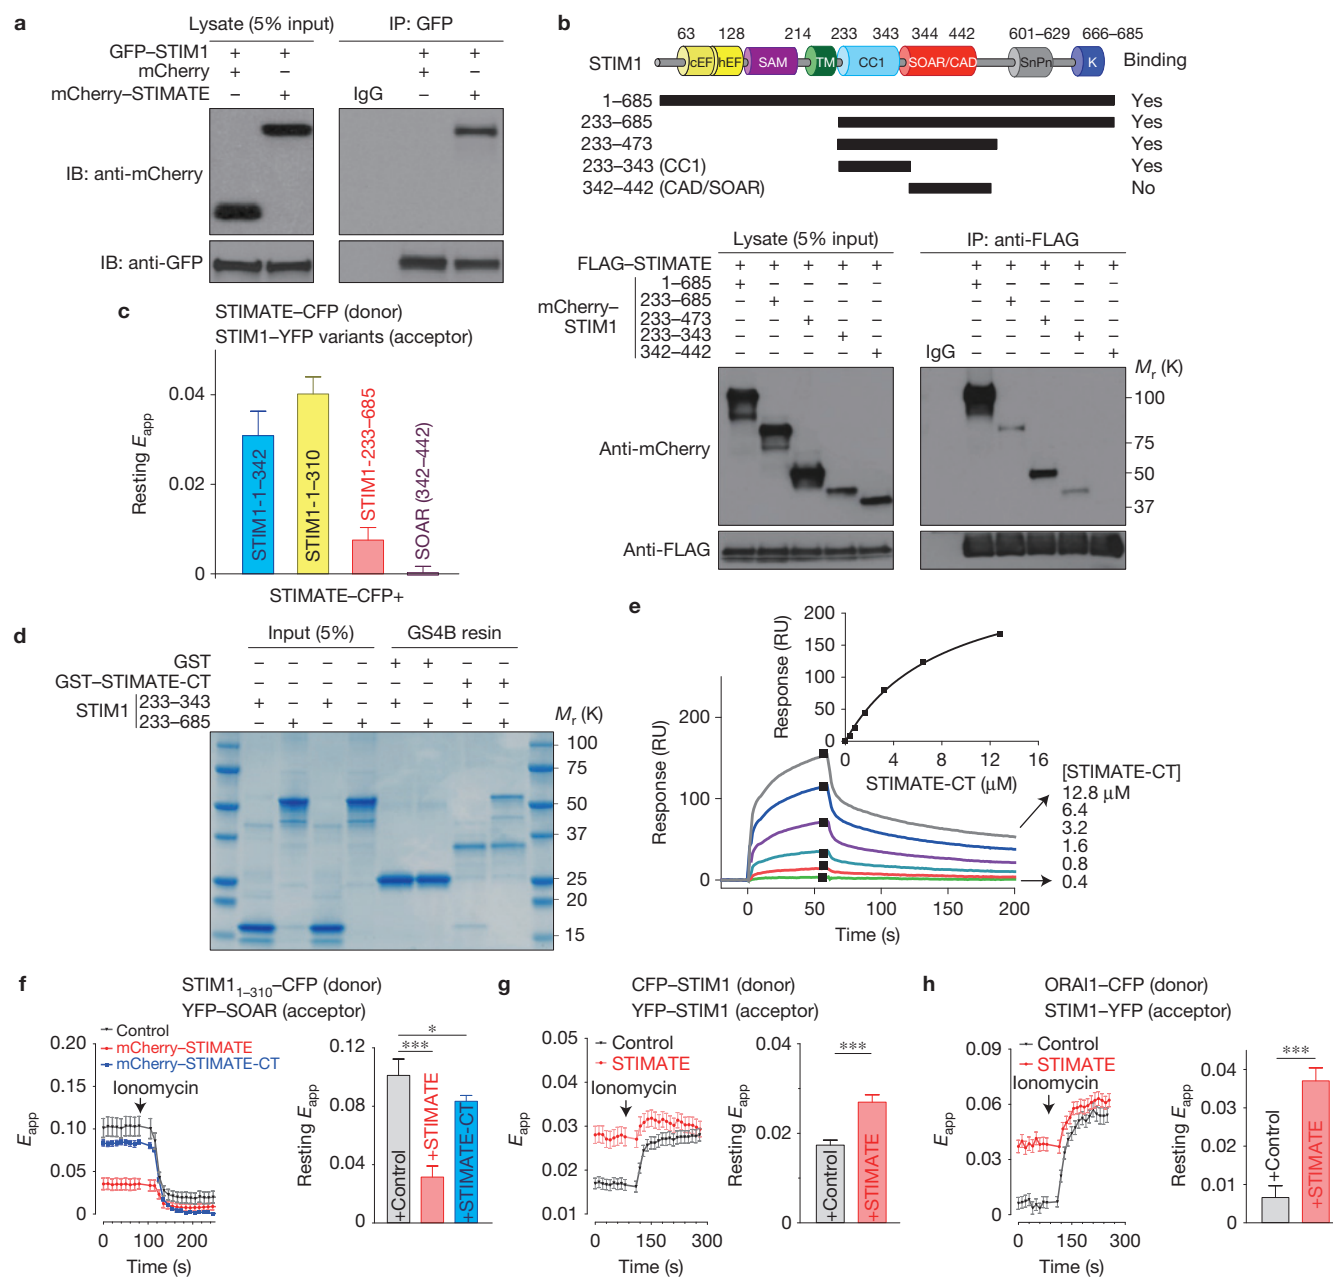 a
Lysate (5% input) IP: GFP
GFP–STIM1 + + + +
mCherry + – + –
mCherry–STIMATE – + IgG – +
IB: anti-mCherry
IB: anti-GFP
b
63 128 214 233 343 344 442 601–629 666–685
STIM1 cEF hEF SAM TM CC1 SOAR/CAD SnPn K Binding
1–685 Yes
233–685 Yes
233–473 Yes
233–343 (CC1) Yes
342–442 (CAD/SOAR) No
Lysate (5% input) IP: anti-FLAG
FLAG–STIMATE + + + + + + + + + +
mCherry–STIM1
1–685 + – – – – + – – – –
233–685 – + – – – – + – – –
233–473 – – + – – – – + – –
233–343 – – – + – – – – + –
342–442 – – – – + IgG – – – – +
Mr (K)
100
75
50
37
Anti-mCherry
Anti-FLAG
c
STIMATE–CFP (donor)
STIM1–YFP variants (acceptor)
Resting Eapp
0.04
0.02
0
STIM1-1–342
STIM1-1–310
STIM1-233–685
SOAR (342–442)
STIMATE–CFP+
d
Input (5%) GS4B resin
GST – – – – + + – –
GST–STIMATE-CT – – – – – – + +
STIM1
233–343 + – + – + – + –
233–685 – + – + – + – +
Mr (K)
100
75
50
37
25
20
15
e
Response (RU)
200
100
0
0 50 100 150 200
Time (s)
Response (RU)
200
150
100
50
0
0 4 8 12 16
STIMATE-CT (μM)
[STIMATE-CT]
12.8 μM
6.4
3.2
1.6
0.8
0.4
f
STIM11–310–CFP (donor)
YFP–SOAR (acceptor)
Control
mCherry–STIMATE
mCherry–STIMATE-CT
Ionomycin
Eapp
0.20
0.15
0.10
0.05
0
0 100 200
Time (s)
Resting Eapp
0.12
0.08
0.04
0
*
***
+Control
+STIMATE
+STIMATE-CT
g
CFP–STIM1 (donor)
YFP–STIM1 (acceptor)
Control
STIMATE
Ionomycin
Eapp
0.05
0.04
0.03
0.02
0.01
0 150 300
Time (s)
Resting Eapp
0.04
0.02
0
***
+Control
+STIMATE
h
ORAI1–CFP (donor)
STIM1–YFP (acceptor)
Control
STIMATE
Ionomycin
Eapp
0.09
0.06
0.03
0
0 150 300
Time (s)
Resting Eapp
0.04
0.03
0.02
0.01
0
***
+Control
+STIMATE